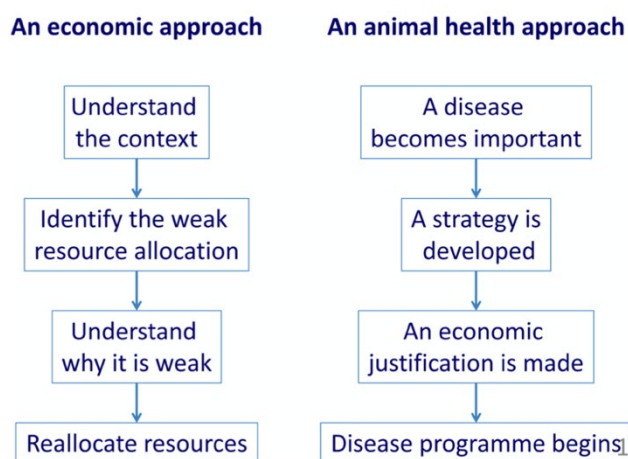 An economic approach
Understand
the context
Identify the weak
resource allocation
Understand
why it is weak
Reallocate resources
An animal health approach
A disease
becomes important
A strategy is
developed
An economic
justification is made
Disease programme begins
1